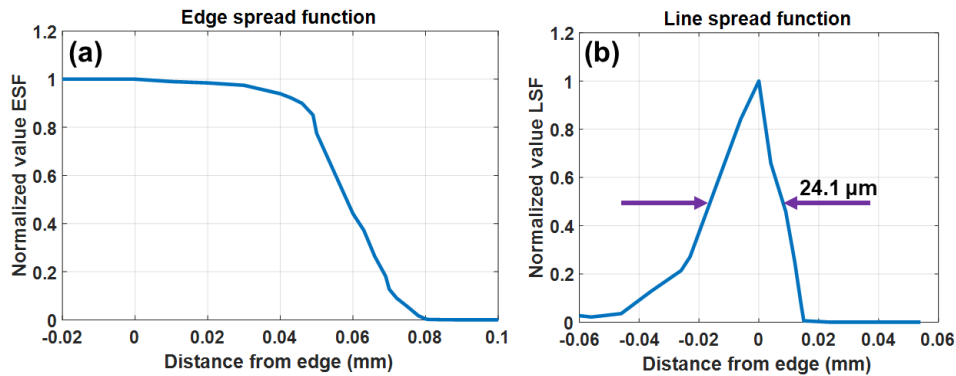 Edge spread function
(a)
Normalized value ESF
1.2
1
0.8
0.6
0.4
0.2
0
-0.02 0 0.02 0.04 0.06 0.08 0.1
Distance from edge (mm)
Line spread function
(b)
Normalized value LSF
1.2
1
0.8
0.6
0.4
0.2
0
24.1 µm
-0.06 -0.04 -0.02 0 0.02 0.04 0.06
Distance from edge (mm)